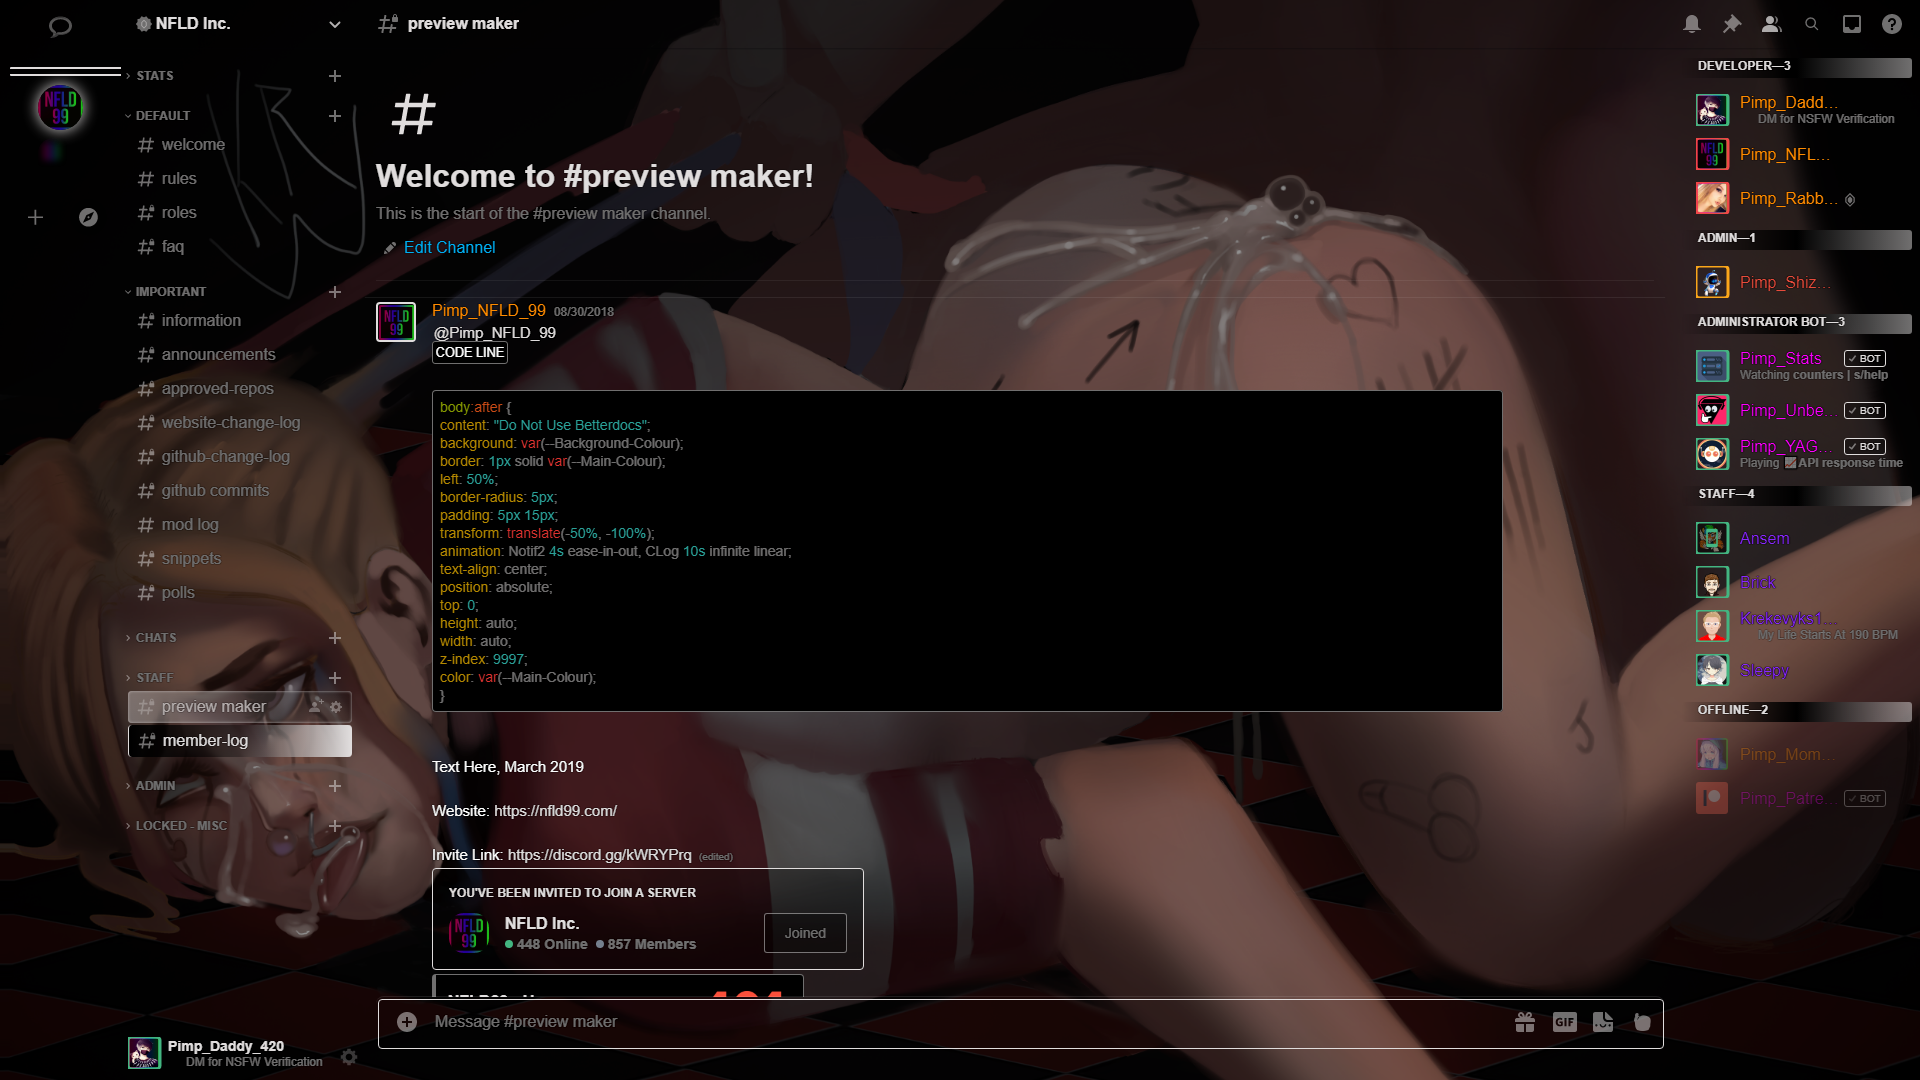 NFLD Inc.
preview maker
NFLD
99
STATS
DEFAULT
welcome
rules
roles
faq
IMPORTANT
information
announcements
approved-repos
website-change-log
github-change-log
github commits
mod log
snippets
polls
CHATS
STAFF
preview maker
member-log
ADMIN
LOCKED - MISC
Pimp_Daddy_420
DM for NSFW Verification
#
Welcome to #preview maker!
This is the start of the #preview maker channel.
Edit Channel
NFLD
99
Pimp_NFLD_99 08/30/2018
@Pimp_NFLD_99
CODE LINE
body:after {
content: "Do Not Use Betterdocs";
background: var(--Background-Colour);
border: 1px solid var(--Main-Colour);
left: 50%;
border-radius: 5px;
padding: 5px 15px;
transform: translate(-50%, -100%);
animation: Notif2 4s ease-in-out, CLog 10s infinite linear;
text-align: center;
position: absolute;
top: 0;
height: auto;
width: auto;
z-index: 9997;
color: var(--Main-Colour);
}
Text Here, March 2019
Website: https://nfld99.com/
Invite Link: https://discord.gg/kWRYPrq (edited)
YOU'VE BEEN INVITED TO JOIN A SERVER
NFLD
99
NFLD Inc.
448 Online 857 Members
Joined
Message #preview maker
GIF
DEVELOPER—3
Pimp_Dadd...
DM for NSFW Verification
NFLD
99
Pimp_NFL...
Pimp_Rabb...
ADMIN—1
Pimp_Shiz...
ADMINISTRATOR BOT—3
Pimp_Stats BOT
Watching counters | s/help
Pimp_Unbe... BOT
Pimp_YAG... BOT
Playing API response time
STAFF—4
Ansem
Brick
Krekevyks1...
My Life Starts At 190 BPM
Sleepy
OFFLINE—2
Pimp_Mom...
Pimp_Patre... BOT